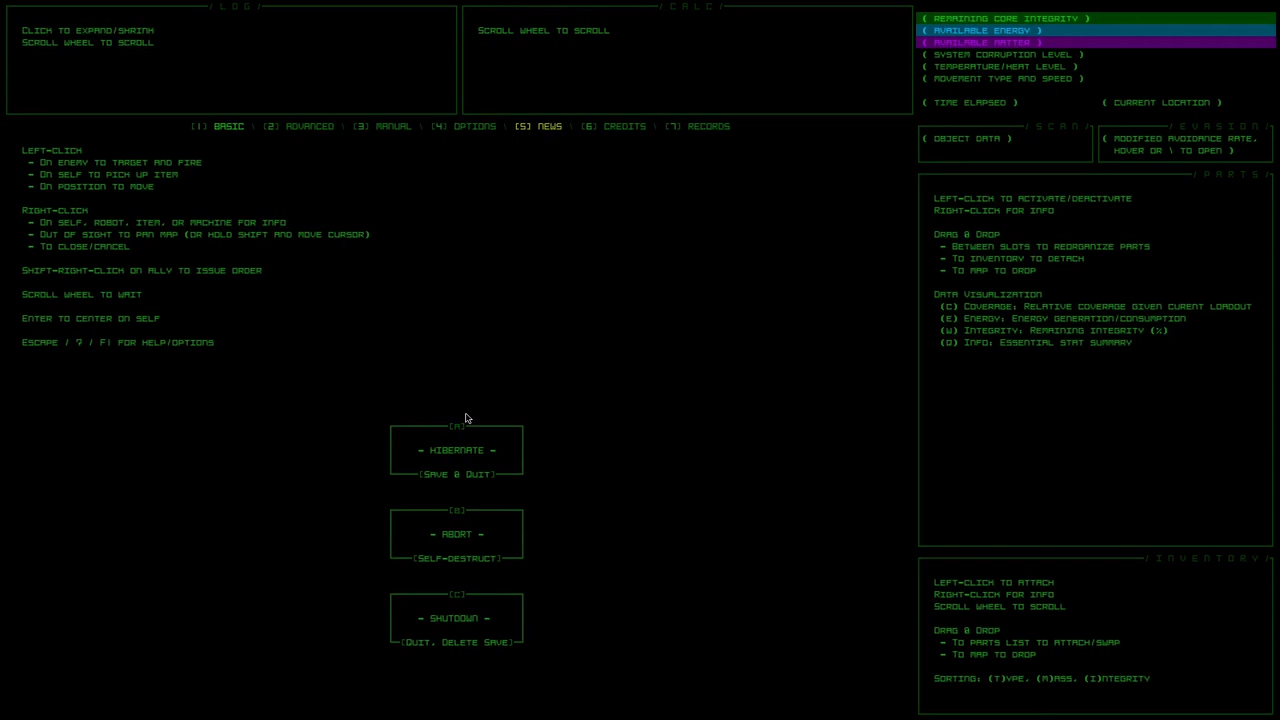 / LOG /
CLICK TO EXPAND/SHRINK
SCROLL WHEEL TO SCROLL
/ CALC /
SCROLL WHEEL TO SCROLL
( REMAINING CORE INTEGRITY )
( AVAILABLE ENERGY )
( AVAILABLE MATTER )
( SYSTEM CORRUPTION LEVEL )
( TEMPERATURE/HEAT LEVEL )
( MOVEMENT TYPE AND SPEED )
( TIME ELAPSED ) ( CURRENT LOCATION )
/ SCAN /
( OBJECT DATA )
/ EVASION /
( MODIFIED AVOIDANCE RATE,
HOVER OR \ TO OPEN )
[1] BASIC \ [2] ADVANCED \ [3] MANUAL \ [4] OPTIONS \ [5] NEWS \ [6] CREDITS \ [7] RECORDS
LEFT-CLICK
- ON ENEMY TO TARGET AND FIRE
- ON SELF TO PICK UP ITEM
- ON POSITION TO MOVE
RIGHT-CLICK
- ON SELF, ROBOT, ITEM, OR MACHINE FOR INFO
- OUT OF SIGHT TO PAN MAP (OR HOLD SHIFT AND MOVE CURSOR)
- TO CLOSE/CANCEL
SHIFT-RIGHT-CLICK ON ALLY TO ISSUE ORDER
SCROLL WHEEL TO WAIT
ENTER TO CENTER ON SELF
ESCAPE / ? / F1 FOR HELP/OPTIONS
[A]
- HIBERNATE -
[SAVE & QUIT]
[B]
- ABORT -
[SELF-DESTRUCT]
[C]
- SHUTDOWN -
[QUIT, DELETE SAVE]
/ PARTS /
LEFT-CLICK TO ACTIVATE/DEACTIVATE
RIGHT-CLICK FOR INFO
DRAG & DROP
- BETWEEN SLOTS TO REORGANIZE PARTS
- TO INVENTORY TO DETACH
- TO MAP TO DROP
DATA VISUALIZATION
(C) COVERAGE: RELATIVE COVERAGE GIVEN CURENT LOADOUT
(E) ENERGY: ENERGY GENERATION/CONSUMPTION
(W) INTEGRITY: REMAINING INTEGRITY (%)
(Q) INFO: ESSENTIAL STAT SUMMARY
/ INVENTORY /
LEFT-CLICK TO ATTACH
RIGHT-CLICK FOR INFO
SCROLL WHEEL TO SCROLL
DRAG & DROP
- TO PARTS LIST TO ATTACH/SWAP
- TO MAP TO DROP
SORTING: (T)YPE, (M)ASS, (I)NTEGRITY